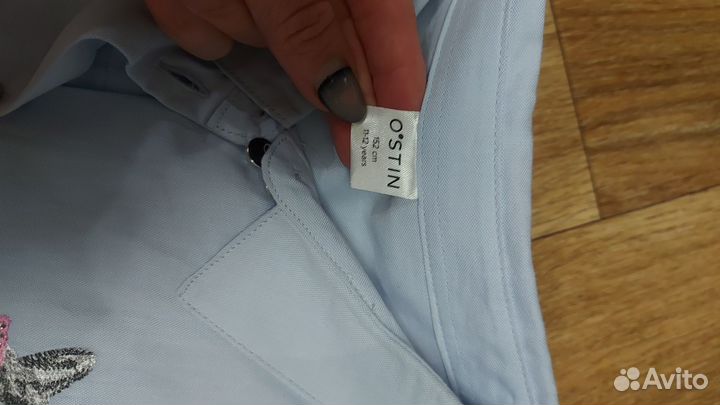 O'STIN
152 cm
11-12 years
Avito